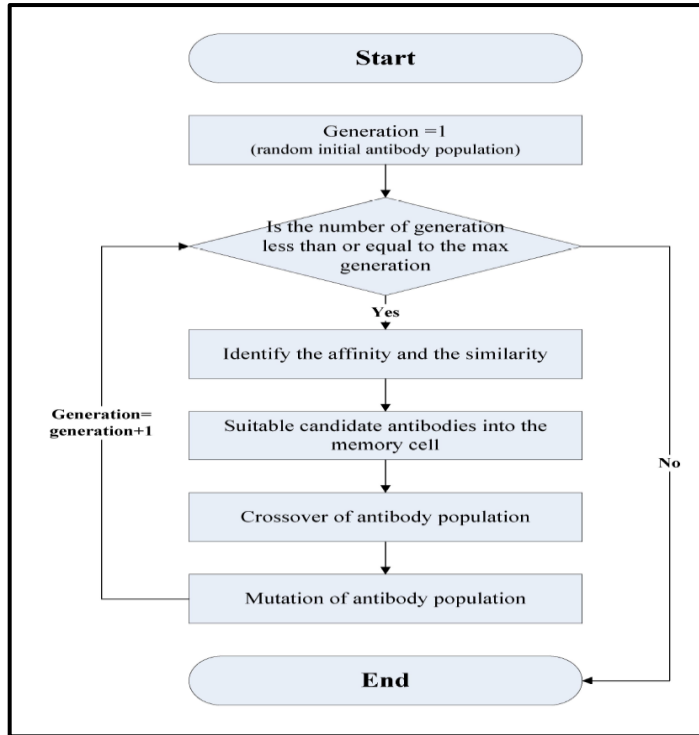 Start
Generation =1
(random initial antibody population)
Is the number of generation
less than or equal to the max
generation
Yes
Identify the affinity and the similarity
Suitable candidate antibodies into the
memory cell
Generation=
generation+1
No
Crossover of antibody population
Mutation of antibody population
End